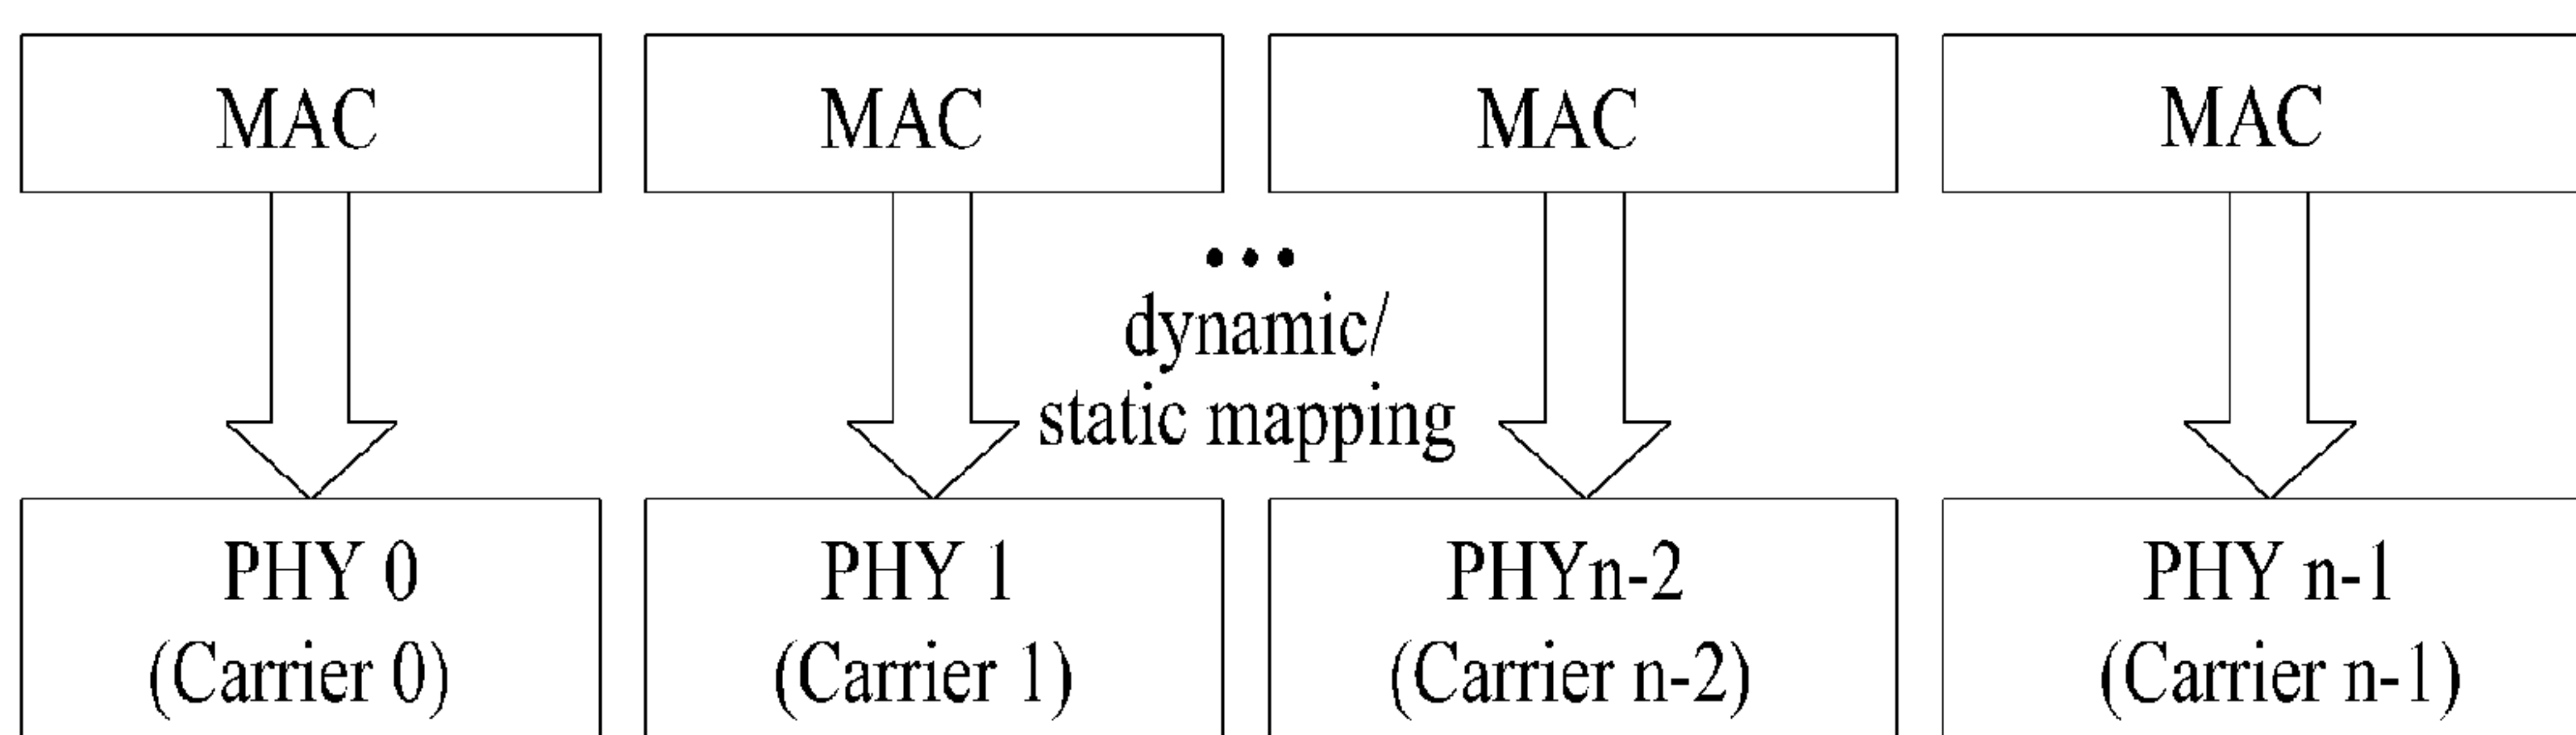 MAC
MAC
MAC
MAC
•••
dynamic/
static mapping
PHY 0
(Carrier 0)
PHY 1
(Carrier 1)
PHYn-2
(Carrier n-2)
PHY n-1
(Carrier n-1)